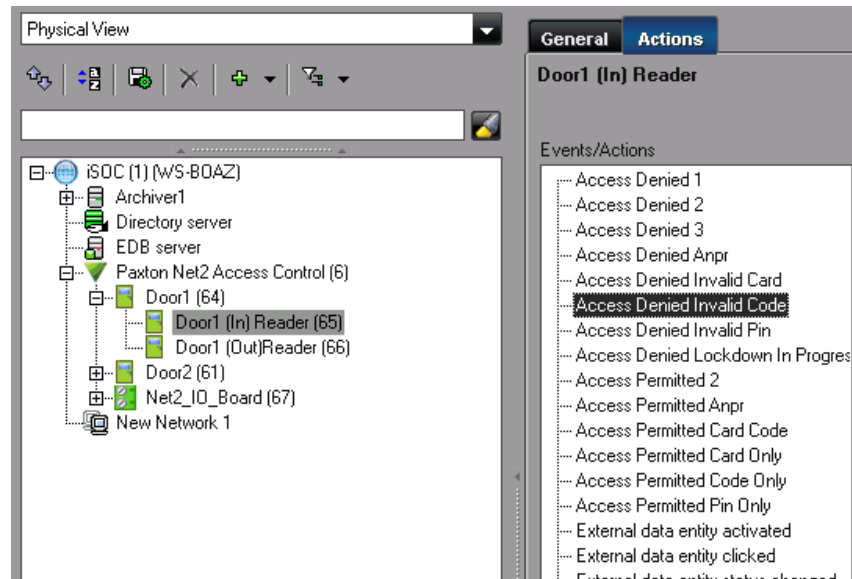 Physical View
iSOC (1) (WS-BOAZ)
Archiver1
Directory server
EDB server
Paxton Net2 Access Control (6)
Door1 (64)
Door1 (In) Reader (65)
Door1 (Out)Reader (66)
Door2 (61)
Net2_IO_Board (67)
New Network 1
General Actions
Door1 (In) Reader
Events/Actions
Access Denied 1
Access Denied 2
Access Denied 3
Access Denied Anpr
Access Denied Invalid Card
Access Denied Invalid Code
Access Denied Invalid Pin
Access Denied Lockdown In Progres
Access Permitted 2
Access Permitted Anpr
Access Permitted Card Code
Access Permitted Card Only
Access Permitted Code Only
Access Permitted Pin Only
External data entity activated
External data entity clicked
External data entity status changed